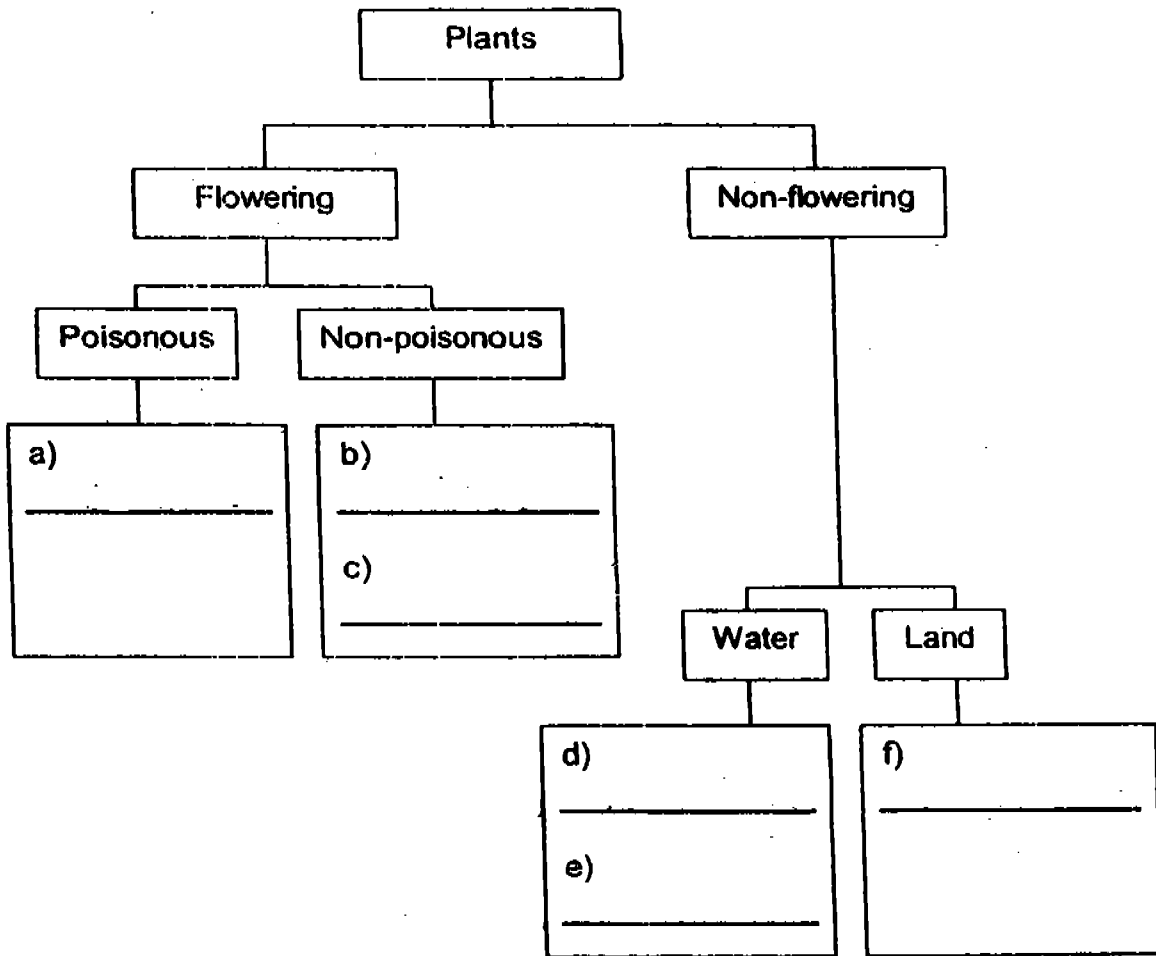 Plants
Flowering
Non-flowering
Poisonous
Non-poisonous
a)
b)
c)
Water
Land
d)
e)
f)